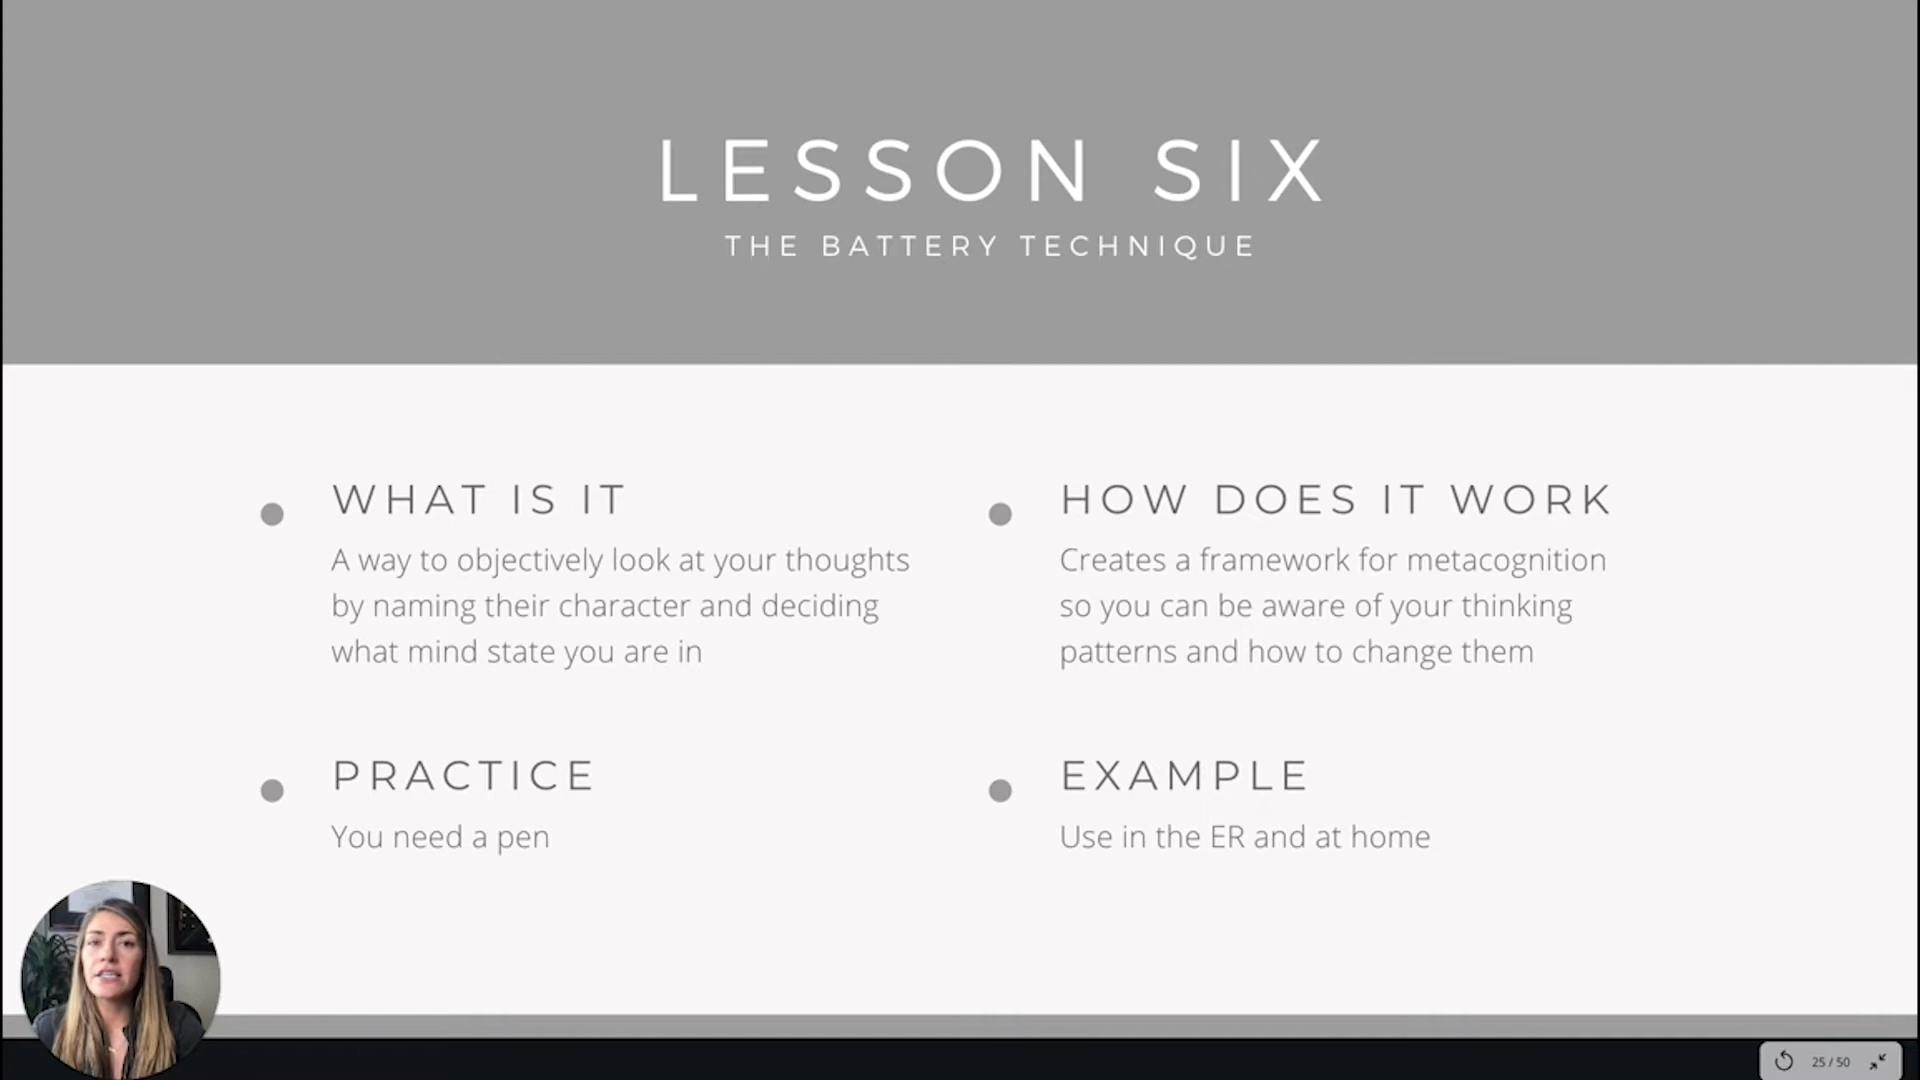 LESSON SIX
THE BATTERY TECHNIQUE
WHAT IS IT
A way to objectively look at your thoughts
by naming their character and deciding
what mind state you are in
HOW DOES IT WORK
Creates a framework for metacognition
so you can be aware of your thinking
patterns and how to change them
PRACTICE
You need a pen
EXAMPLE
Use in the ER and at home
25 / 50